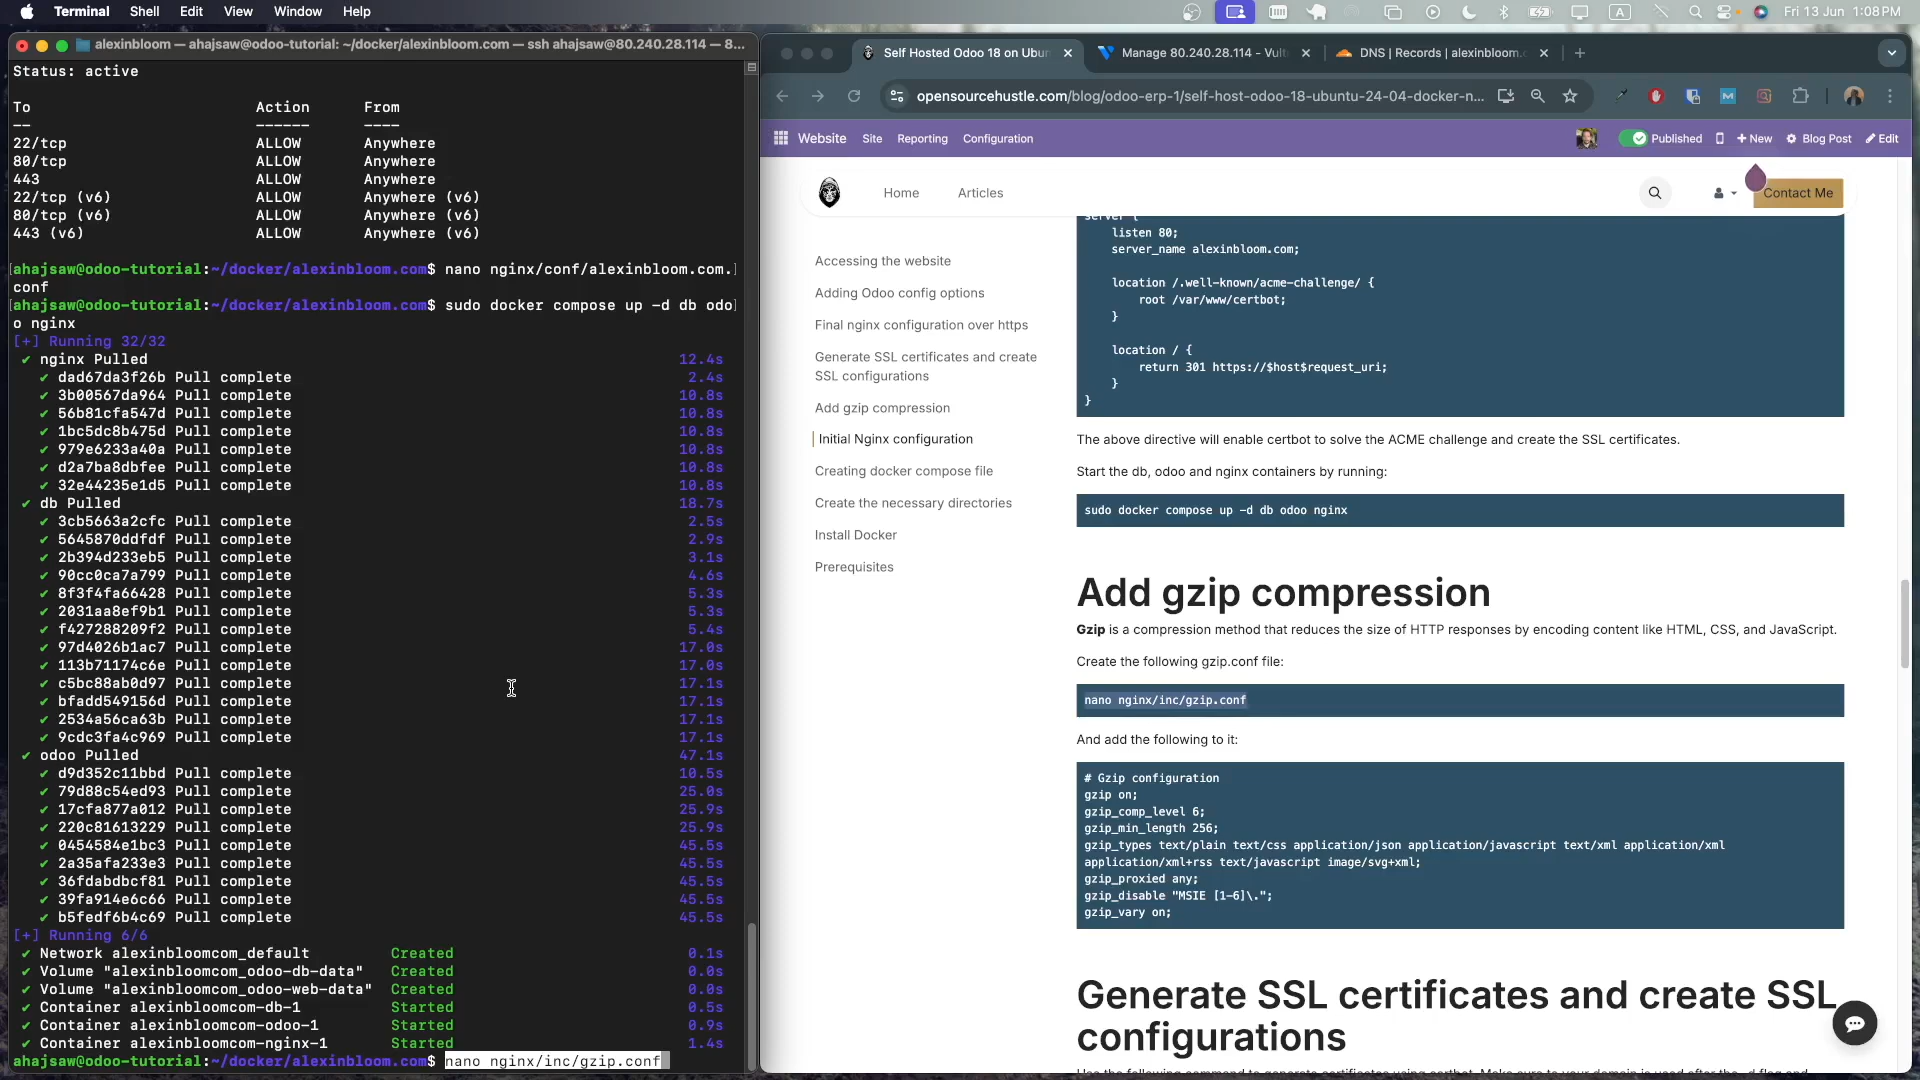 Terminal Shell Edit View Window Help
A
Fri 13 Jun 1:08 PM
alexinbloom — ahajsaw@odoo-tutorial: ~/docker/alexinbloom.com — ssh ahajsaw@80.240.28.114 — 8...
Status: active
To Action From
-- ------ ----
22/tcp ALLOW Anywhere
80/tcp ALLOW Anywhere
443 ALLOW Anywhere
22/tcp (v6) ALLOW Anywhere (v6)
80/tcp (v6) ALLOW Anywhere (v6)
443 (v6) ALLOW Anywhere (v6)
[ahajsaw@odoo-tutorial:~/docker/alexinbloom.com$ nano nginx/conf/alexinbloom.com.]
conf
[ahajsaw@odoo-tutorial:~/docker/alexinbloom.com$ sudo docker compose up -d db odo]
o nginx
[+] Running 32/32
✔ nginx Pulled 12.4s
✔ dad67da3f26b Pull complete 2.4s
✔ 3b00567da964 Pull complete 10.8s
✔ 56b81cfa547d Pull complete 10.8s
✔ 1bc5dc8b475d Pull complete 10.8s
✔ 979e6233a40a Pull complete 10.8s
✔ d2a7ba8dbfee Pull complete 10.8s
✔ 32e44235e1d5 Pull complete 10.8s
✔ db Pulled 18.7s
✔ 3cb5663a2cfc Pull complete 2.5s
✔ 5645870ddfdf Pull complete 2.9s
✔ 2b394d233eb5 Pull complete 3.1s
✔ 90cc0ca7a799 Pull complete 4.6s
✔ 8f3f4fa66428 Pull complete 5.3s
✔ 2031aa8ef9b1 Pull complete 5.3s
✔ f427288209f2 Pull complete 5.4s
✔ 97d4026b1ac7 Pull complete 17.0s
✔ 113b71174c6e Pull complete 17.0s
✔ c5bc88ab0d97 Pull complete 17.1s
✔ bfadd549156d Pull complete 17.1s
✔ 2534a56ca63b Pull complete 17.1s
✔ 9cdc3fa4c969 Pull complete 17.1s
✔ odoo Pulled 47.1s
✔ d9d352c11bbd Pull complete 10.5s
✔ 79d88c54ed93 Pull complete 25.0s
✔ 17cfa877a012 Pull complete 25.9s
✔ 220c81613229 Pull complete 25.9s
✔ 0454584e1bc3 Pull complete 45.5s
✔ 2a35afa233e3 Pull complete 45.5s
✔ 36fdabdbcf81 Pull complete 45.5s
✔ 39fa914e6c66 Pull complete 45.5s
✔ b5fedf6b4c69 Pull complete 45.5s
[+] Running 6/6
✔ Network alexinbloomcom_default Created 0.1s
✔ Volume "alexinbloomcom_odoo-db-data" Created 0.0s
✔ Volume "alexinbloomcom_odoo-web-data" Created 0.0s
✔ Container alexinbloomcom-db-1 Started 0.5s
✔ Container alexinbloomcom-odoo-1 Started 0.9s
✔ Container alexinbloomcom-nginx-1 Started 1.4s
ahajsaw@odoo-tutorial:~/docker/alexinbloom.com$ nano nginx/inc/gzip.conf
Self Hosted Odoo 18 on Ubun
Manage 80.240.28.114 - Vult
DNS | Records | alexinbloom.c
opensourcehustle.com/blog/odoo-erp-1/self-host-odoo-18-ubuntu-24-04-docker-n...
Website Site Reporting Configuration Published + New Blog Post Edit
Home Articles Contact Me
Accessing the website
Adding Odoo config options
Final nginx configuration over https
Generate SSL certificates and create
SSL configurations
Add gzip compression
Initial Nginx configuration
Creating docker compose file
Create the necessary directories
Install Docker
Prerequisites
server {
listen 80;
server_name alexinbloom.com;
location /.well-known/acme-challenge/ {
root /var/www/certbot;
}
location / {
return 301 https://$host$request_uri;
}
}
The above directive will enable certbot to solve the ACME challenge and create the SSL certificates.
Start the db, odoo and nginx containers by running:
sudo docker compose up -d db odoo nginx
Add gzip compression
Gzip is a compression method that reduces the size of HTTP responses by encoding content like HTML, CSS, and JavaScript.
Create the following gzip.conf file:
nano nginx/inc/gzip.conf
And add the following to it:
# Gzip configuration
gzip on;
gzip_comp_level 6;
gzip_min_length 256;
gzip_types text/plain text/css application/json application/javascript text/xml application/xml
application/xml+rss text/javascript image/svg+xml;
gzip_proxied any;
gzip_disable "MSIE [1-6]\.";
gzip_vary on;
Generate SSL certificates and create SSL
configurations